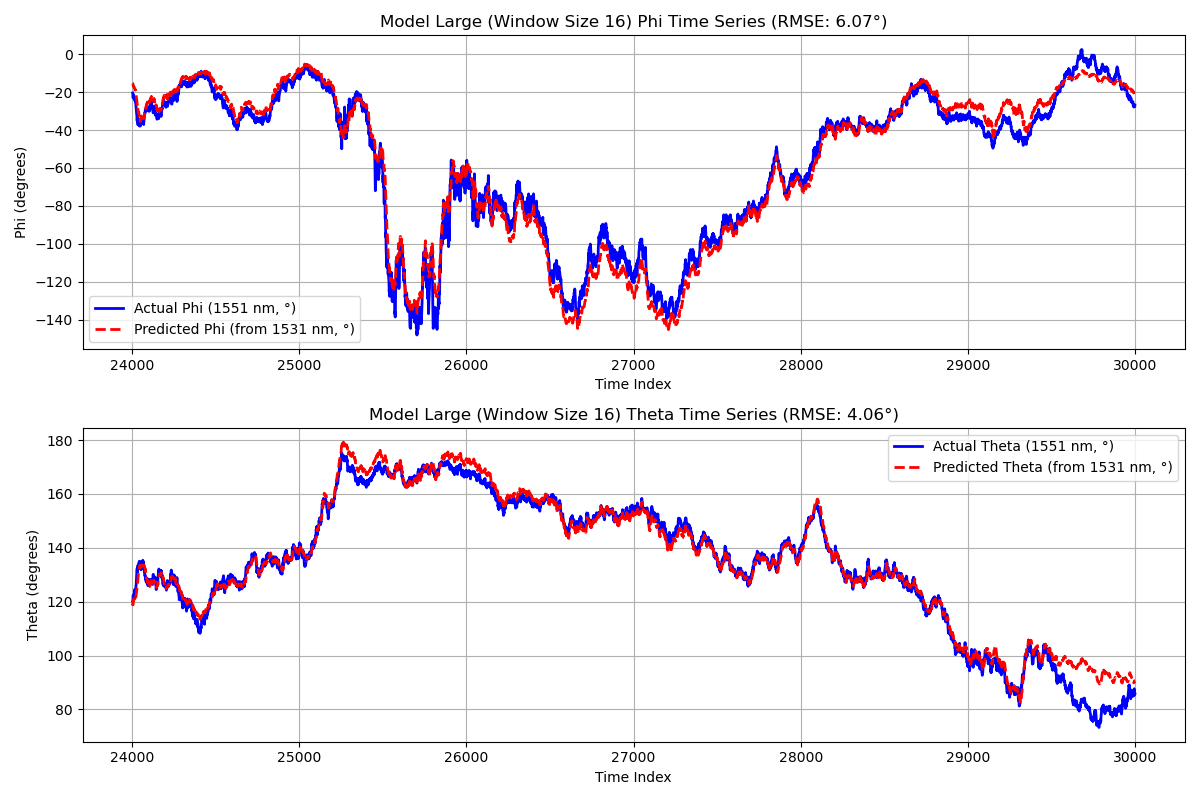 Model Large (Window Size 16) Phi Time Series (RMSE: 6.07°)
Phi (degrees)
0
−20
−40
−60
−80
−100
−120
−140
Actual Phi (1551 nm, °)
Predicted Phi (from 1531 nm, °)
24000 25000 26000 27000 28000 29000 30000
Time Index
Model Large (Window Size 16) Theta Time Series (RMSE: 4.06°)
Theta (degrees)
180
160
140
120
100
80
Actual Theta (1551 nm, °)
Predicted Theta (from 1531 nm, °)
24000 25000 26000 27000 28000 29000 30000
Time Index